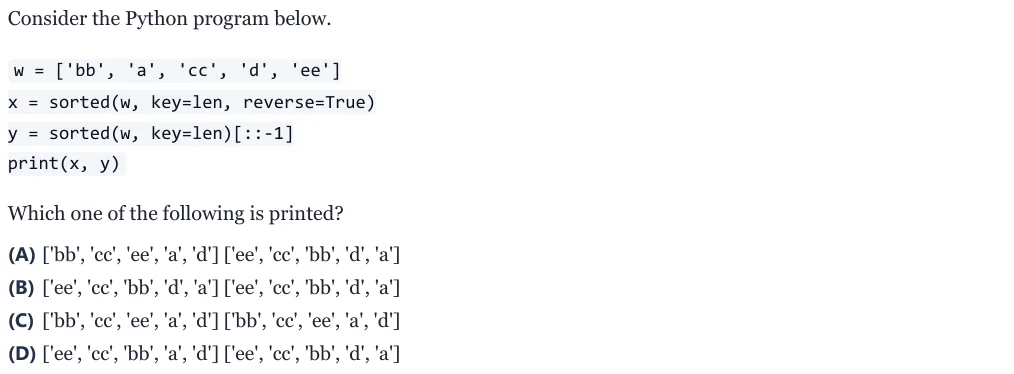 Consider the Python program below.
w = ['bb', 'a', 'cc', 'd', 'ee']
x = sorted(w, key=len, reverse=True)
y = sorted(w, key=len)[::-1]
print(x, y)
Which one of the following is printed?
(A) ['bb', 'cc', 'ee', 'a', 'd'] ['ee', 'cc', 'bb', 'd', 'a']
(B) ['ee', 'cc', 'bb', 'd', 'a'] ['ee', 'cc', 'bb', 'd', 'a']
(C) ['bb', 'cc', 'ee', 'a', 'd'] ['bb', 'cc', 'ee', 'a', 'd']
(D) ['ee', 'cc', 'bb', 'a', 'd'] ['ee', 'cc', 'bb', 'd', 'a']